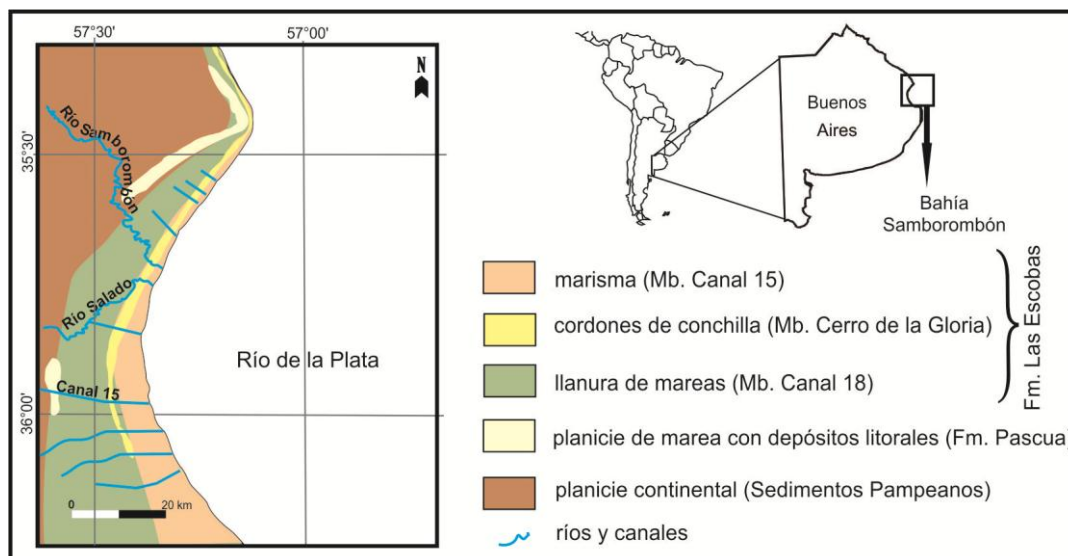 57°30'
57°00'
N
Río Samborombón
35°30'
Río Salado
Río de la Plata
Canal 15
36°00'
0
20 km
Buenos
Aires
Bahía
Samborombón
marisma (Mb. Canal 15)
cordones de conchilla (Mb. Cerro de la Gloria)
llanura de mareas (Mb. Canal 18)
Fm. Las Escobas
planicie de marea con depósitos litorales (Fm. Pascua)
planicie continental (Sedimentos Pampeanos)
ríos y canales